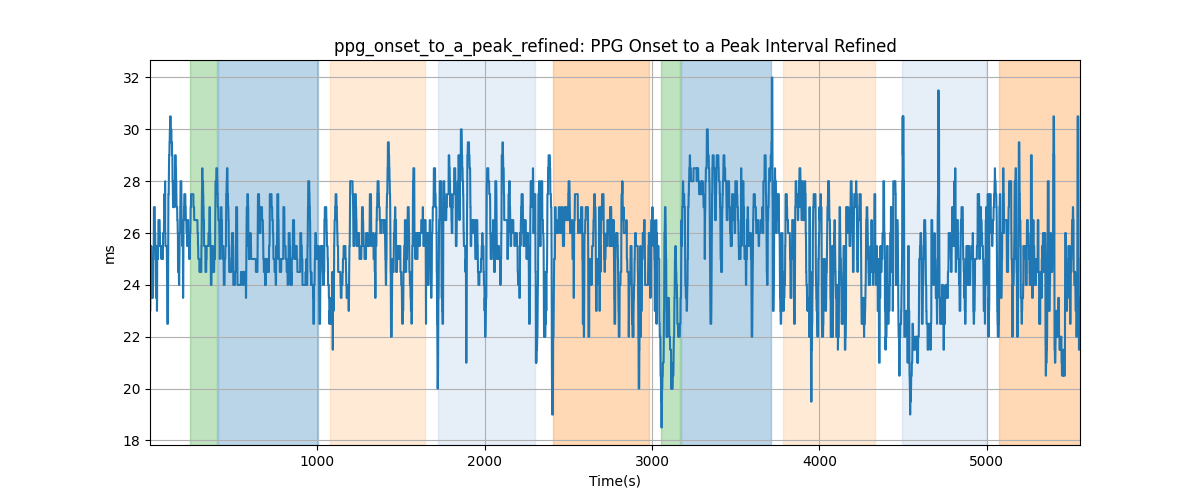 ppg_onset_to_a_peak_refined: PPG Onset to a Peak Interval Refined
32
30
28
26
24
22
20
18
ms
1000 2000 3000 4000 5000
Time(s)